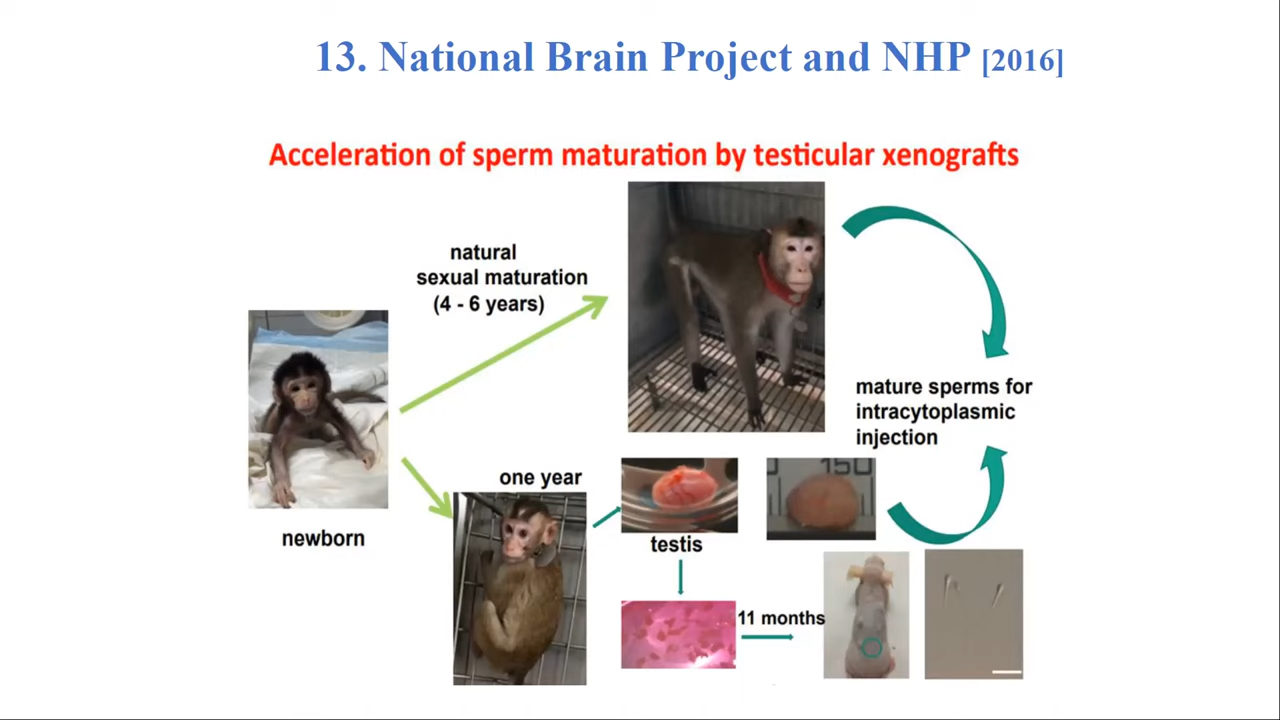 13. National Brain Project and NHP [2016]
Acceleration of sperm maturation by testicular xenografts
natural
sexual maturation
(4 - 6 years)
mature sperms for
intracytoplasmic
injection
newborn
one year
testis
150
11 months